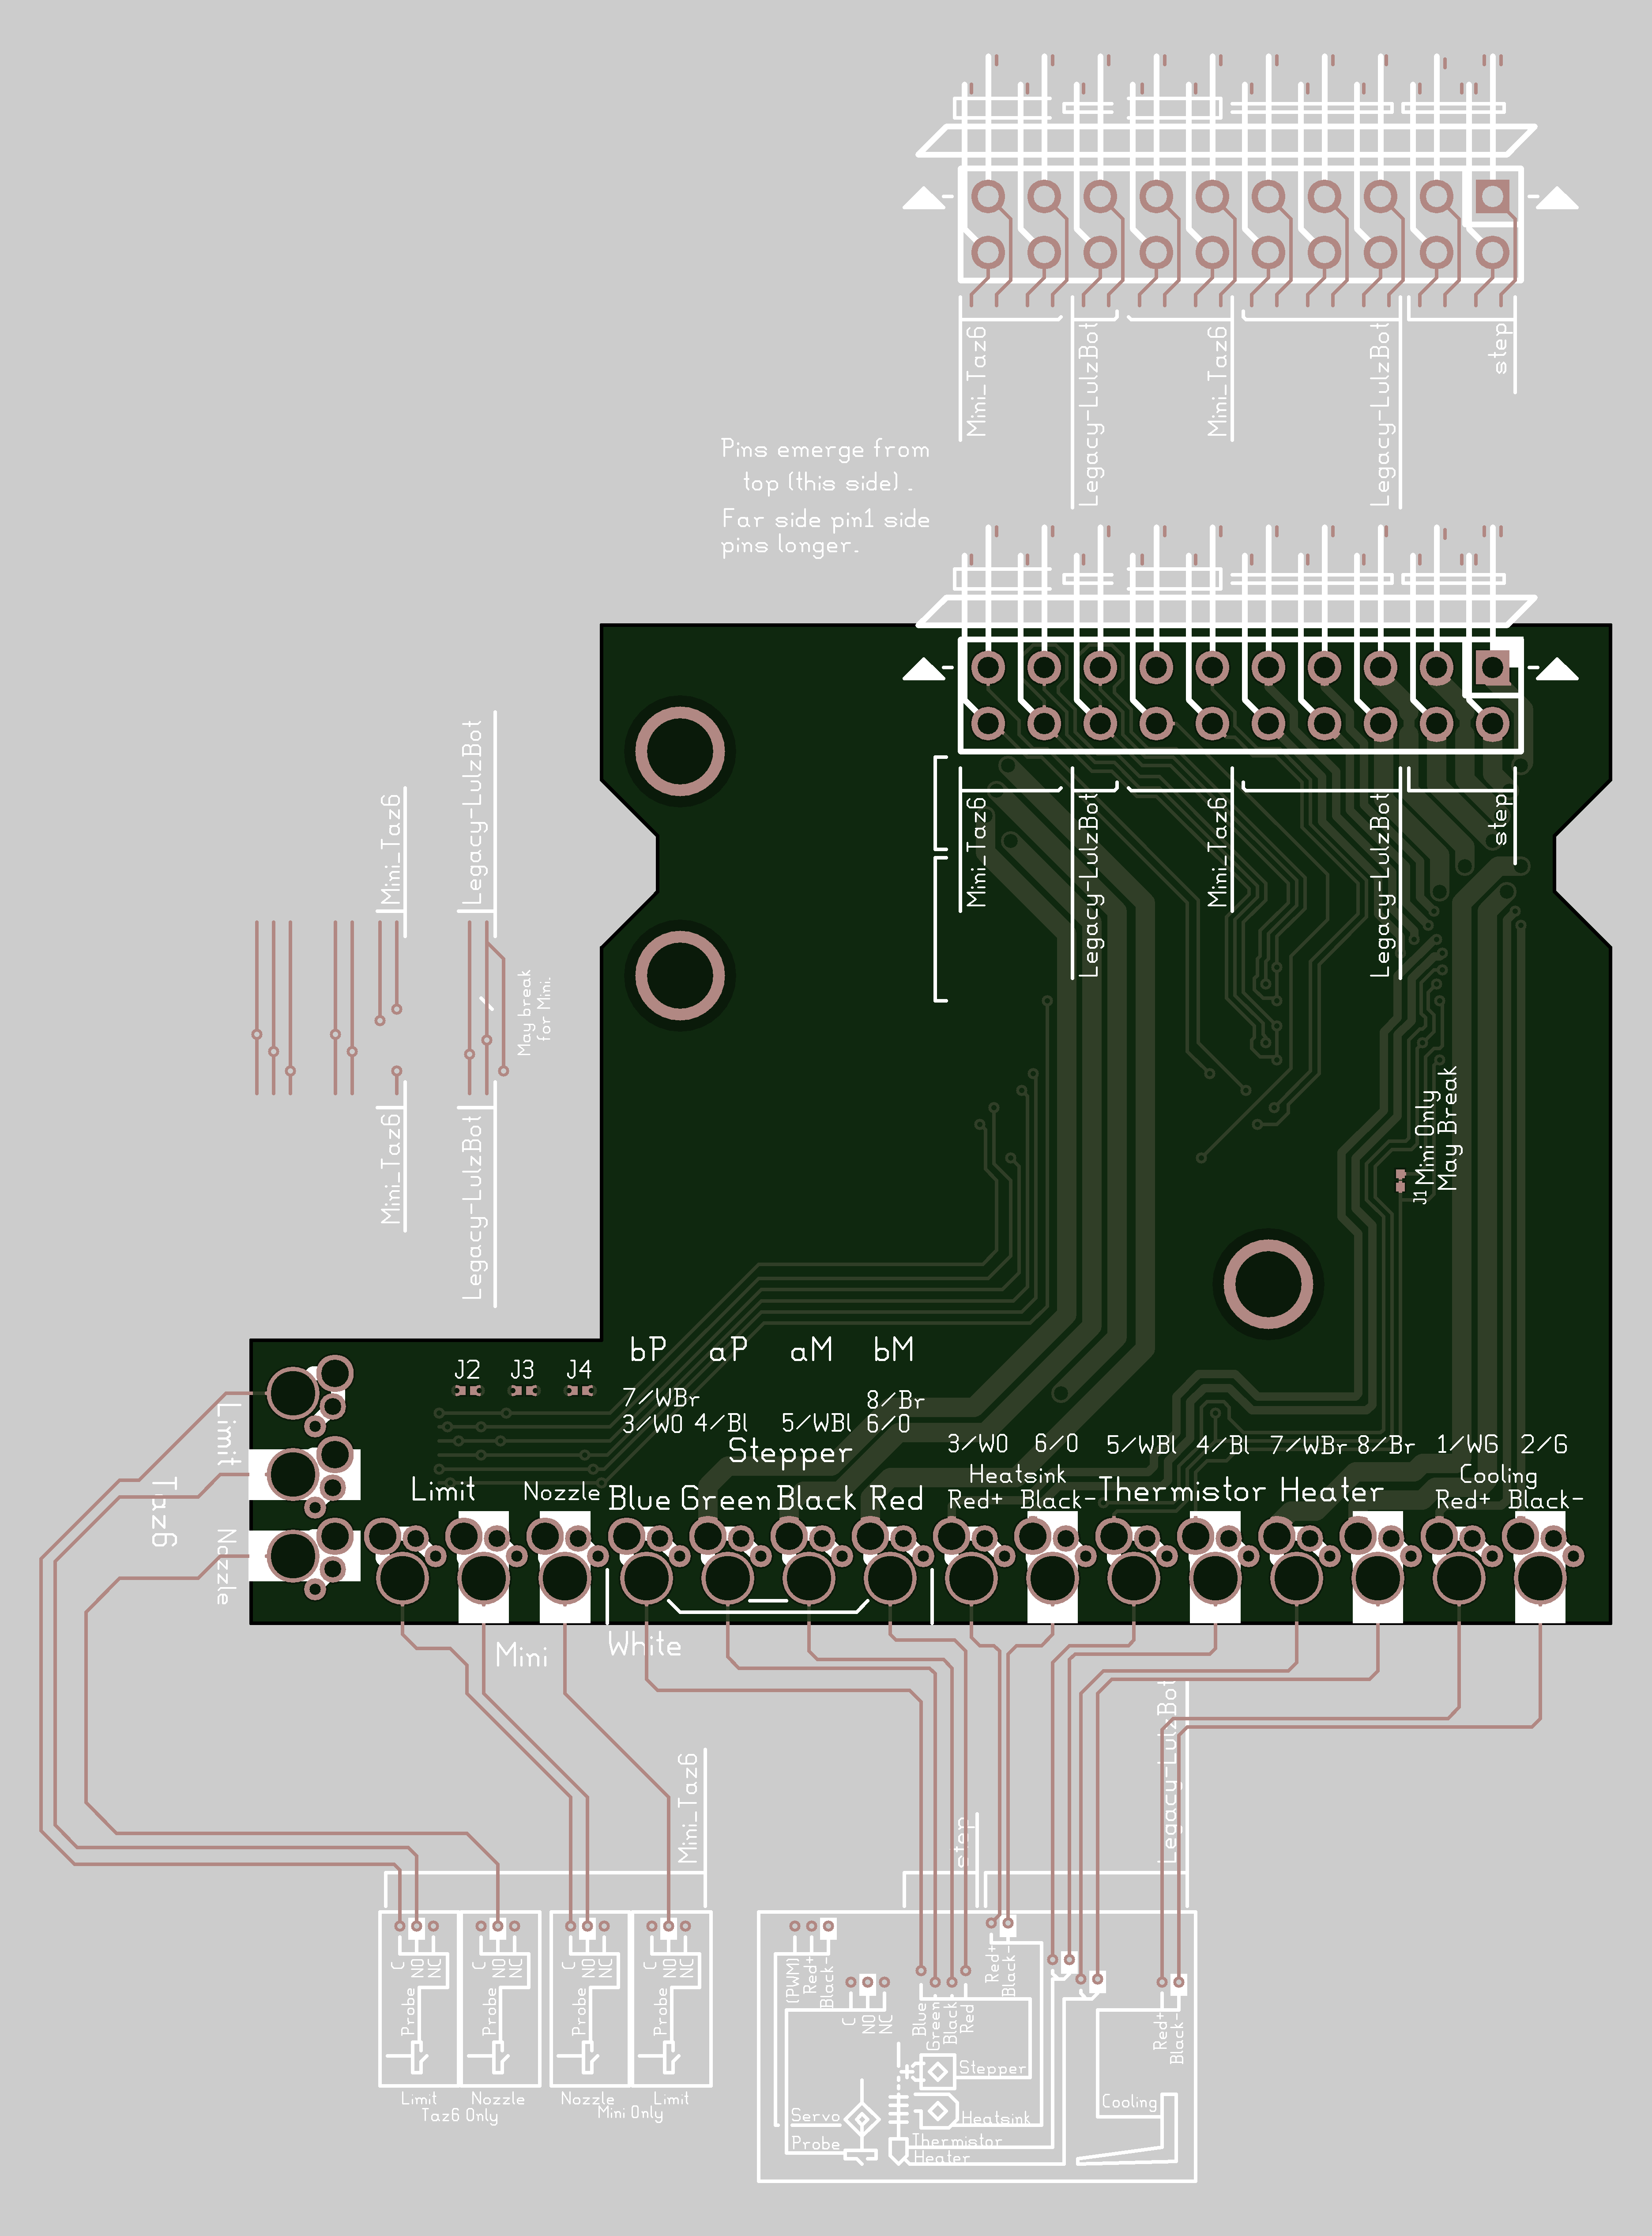 Mini_Taz6
Legacy-LulzBot
Mini_Taz6
Legacy-LulzBot
step
Pins emerge from
top (this side) .
Far side pin1 side
pins longer.
Mini_Taz6
Legacy-LulzBot
Mini_Taz6
Legacy-LulzBot
step
Mini_Taz6
Legacy-LulzBot
May break
for Mini.
Mini_Taz6
Legacy-LulzBot
J1
Mini Only
May Break
bP aP aM bM
J2 J3 J4
7/WBr 8/Br
3/WO 4/Bl 5/WBl 6/O
Stepper
3/WO 6/O 5/WBl 4/Bl 7/WBr 8/Br 1/WG 2/G
Heatsink Cooling
Limit Nozzle Blue Green Black Red Red+ Black- Thermistor Heater Red+ Black-
Limit
Taz6
Nozzle
Mini
White
Mini_Taz6
step
Legacy-LulzBot
C NO NC
C NO NC
C NO NC
C NO NC
Probe
Probe
Probe
Probe
Limit Nozzle Nozzle Limit
Taz6 Only Mini Only
(PWM) Red+ Black-
C NO NC
Blue Green Black Red
Red+ Black-
Red+ Black-
Stepper
Servo
Heatsink
Probe
Thermistor
Heater
Cooling